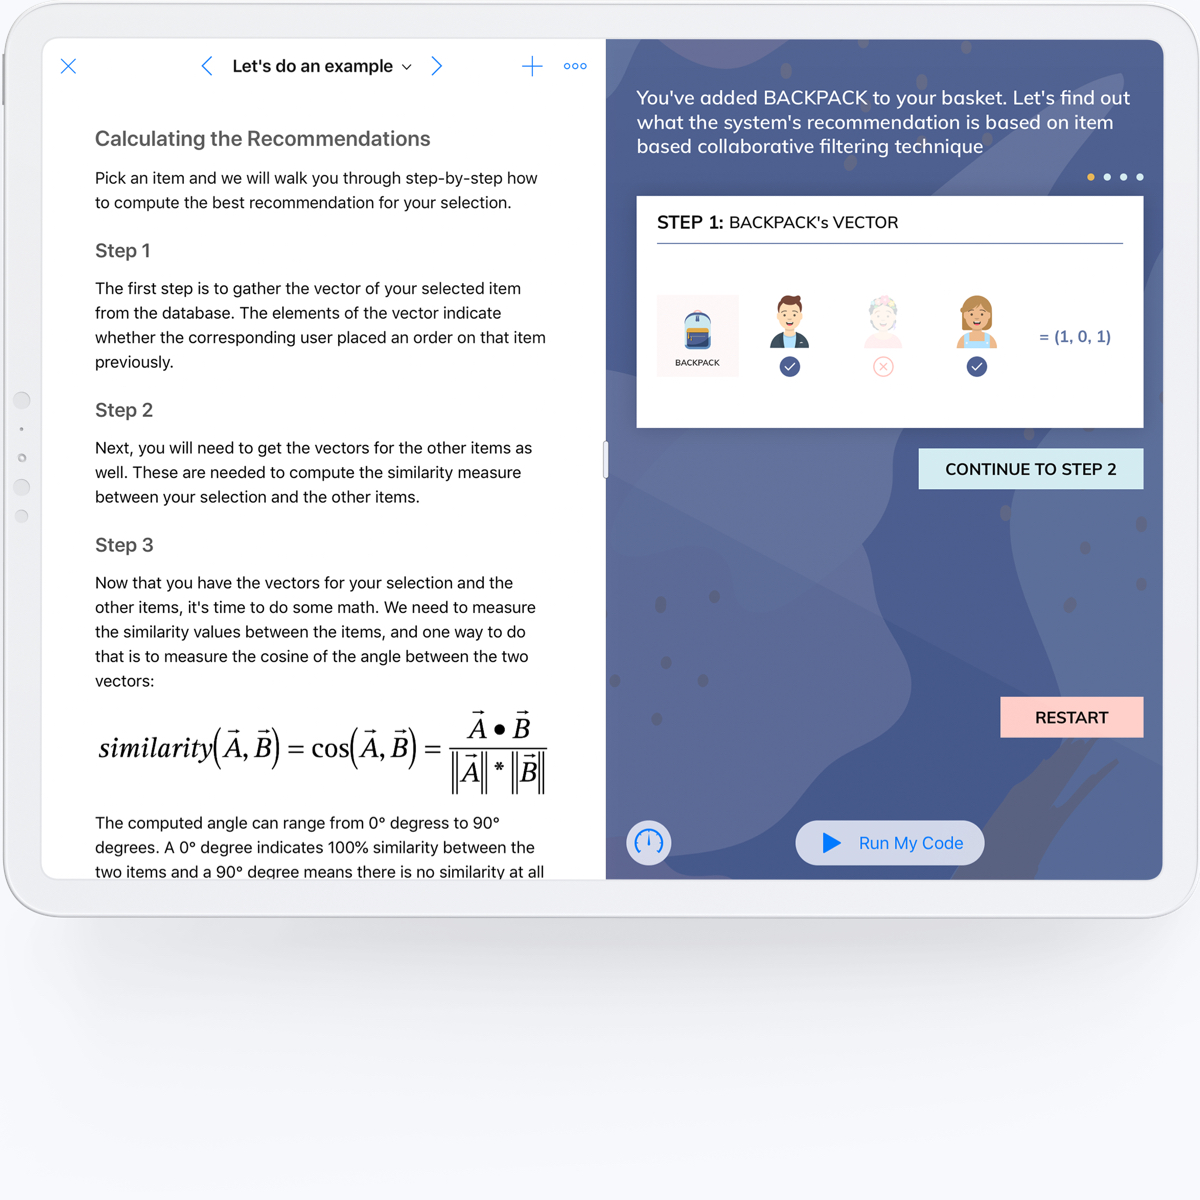 Let's do an example
Calculating the Recommendations
Pick an item and we will walk you through step-by-step how
to compute the best recommendation for your selection.
Step 1
The first step is to gather the vector of your selected item
from the database. The elements of the vector indicate
whether the corresponding user placed an order on that item
previously.
Step 2
Next, you will need to get the vectors for the other items as
well. These are needed to compute the similarity measure
between your selection and the other items.
Step 3
Now that you have the vectors for your selection and the
other items, it's time to do some math. We need to measure
the similarity values between the items, and one way to do
that is to measure the cosine of the angle between the two
vectors:
similarity(A⃗, B⃗) = cos(A⃗, B⃗) = A⃗ • B⃗ / ‖A⃗‖ * ‖B⃗‖
The computed angle can range from 0° degress to 90°
degrees. A 0° degree indicates 100% similarity between the
two items and a 90° degree means there is no similarity at all
You've added BACKPACK to your basket. Let's find out
what the system's recommendation is based on item
based collaborative filtering technique
STEP 1: BACKPACK's VECTOR
BACKPACK
= (1, 0, 1)
CONTINUE TO STEP 2
RESTART
Run My Code